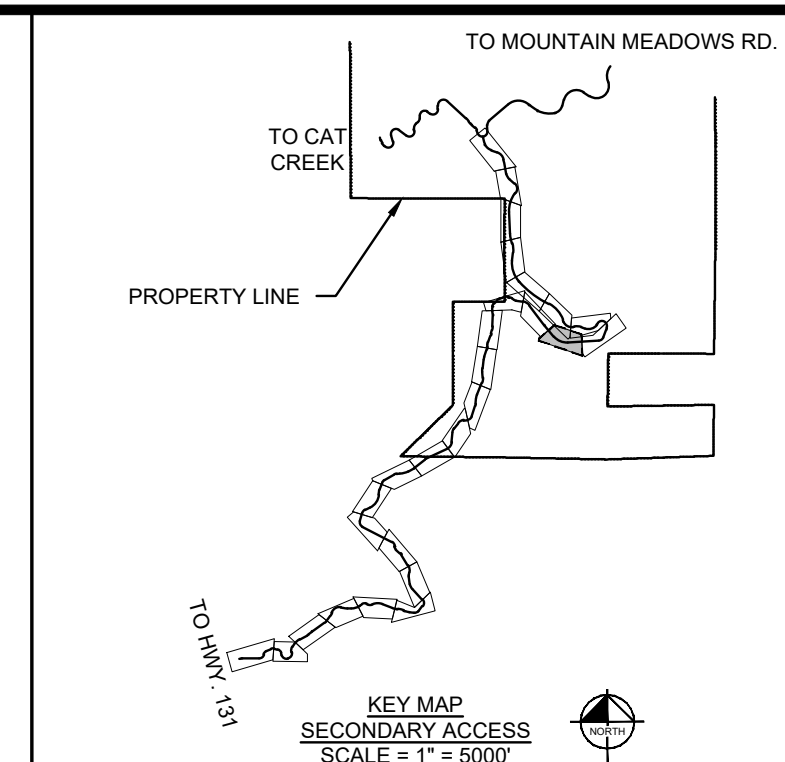 TO MOUNTAIN MEADOWS RD.
TO CAT
CREEK
PROPERTY LINE
TO HWY. 131
KEY MAP
SECONDARY ACCESS
SCALE = 1" = 5000'
NORTH